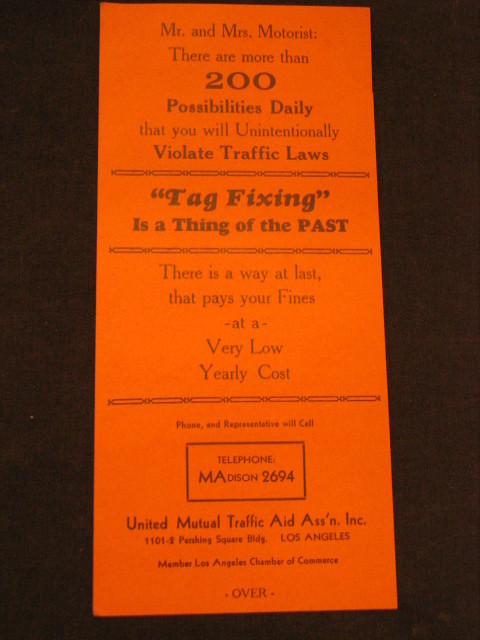 Mr. and Mrs. Motorist:
There are more than
200
Possibilities Daily
that you will Unintentionally
Violate Traffic Laws
"Tag Fixing"
Is a Thing of the PAST
There is a way at last,
that pays your Fines
-at a-
Very Low
Yearly Cost
Phone, and Representative will Call
TELEPHONE:
MADISON 2694
United Mutual Traffic Aid Ass'n. Inc.
1101-2 Pershing Square Bldg. LOS ANGELES
Member Los Angeles Chamber of Commerce
- OVER -